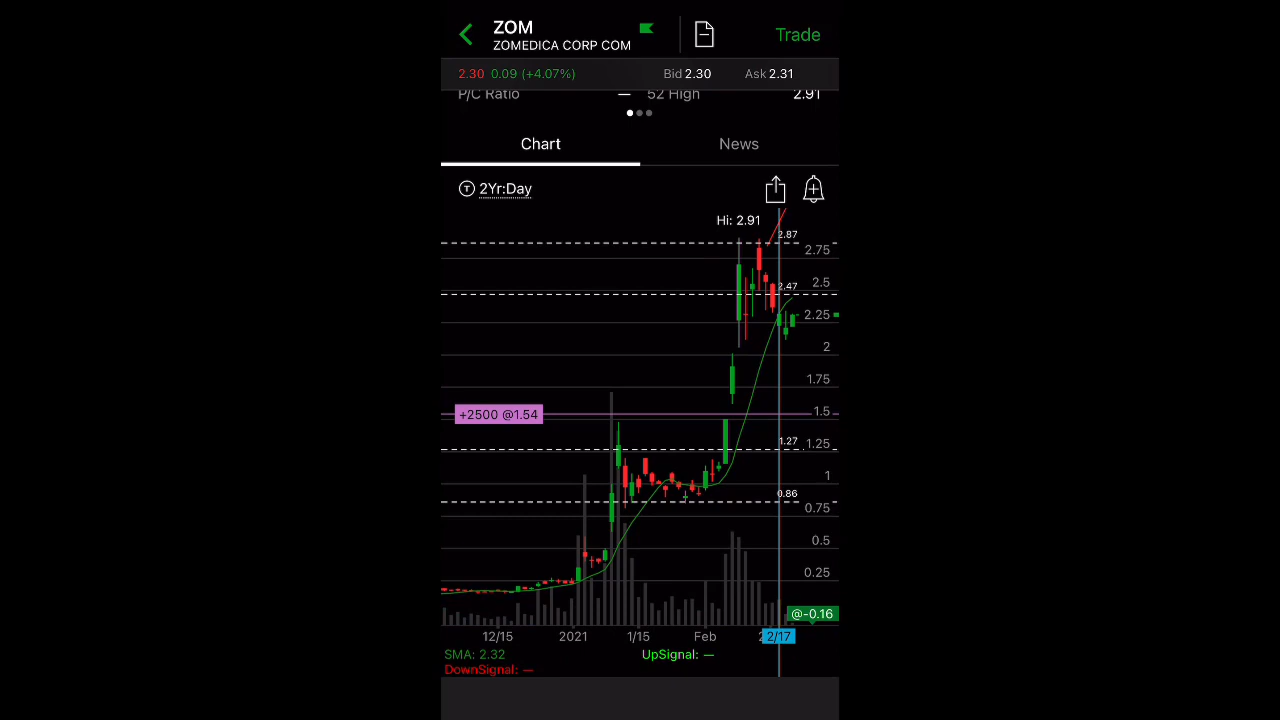 ZOM
ZOMEDICA CORP COM
Trade
2.30 0.09 (+4.07%) Bid 2.30 Ask 2.31
P/C Ratio — 52 High 2.91
Chart News
T 2Yr:Day
Hi: 2.91
2.87
2.75
2.5
2.47
2.25
2
1.75
+2500 @1.54
1.5
1.27
1.25
1
0.86
0.75
0.5
0.25
@-0.16
12/15 2021 1/15 Feb 2/17
SMA: 2.32 UpSignal: —
DownSignal: —